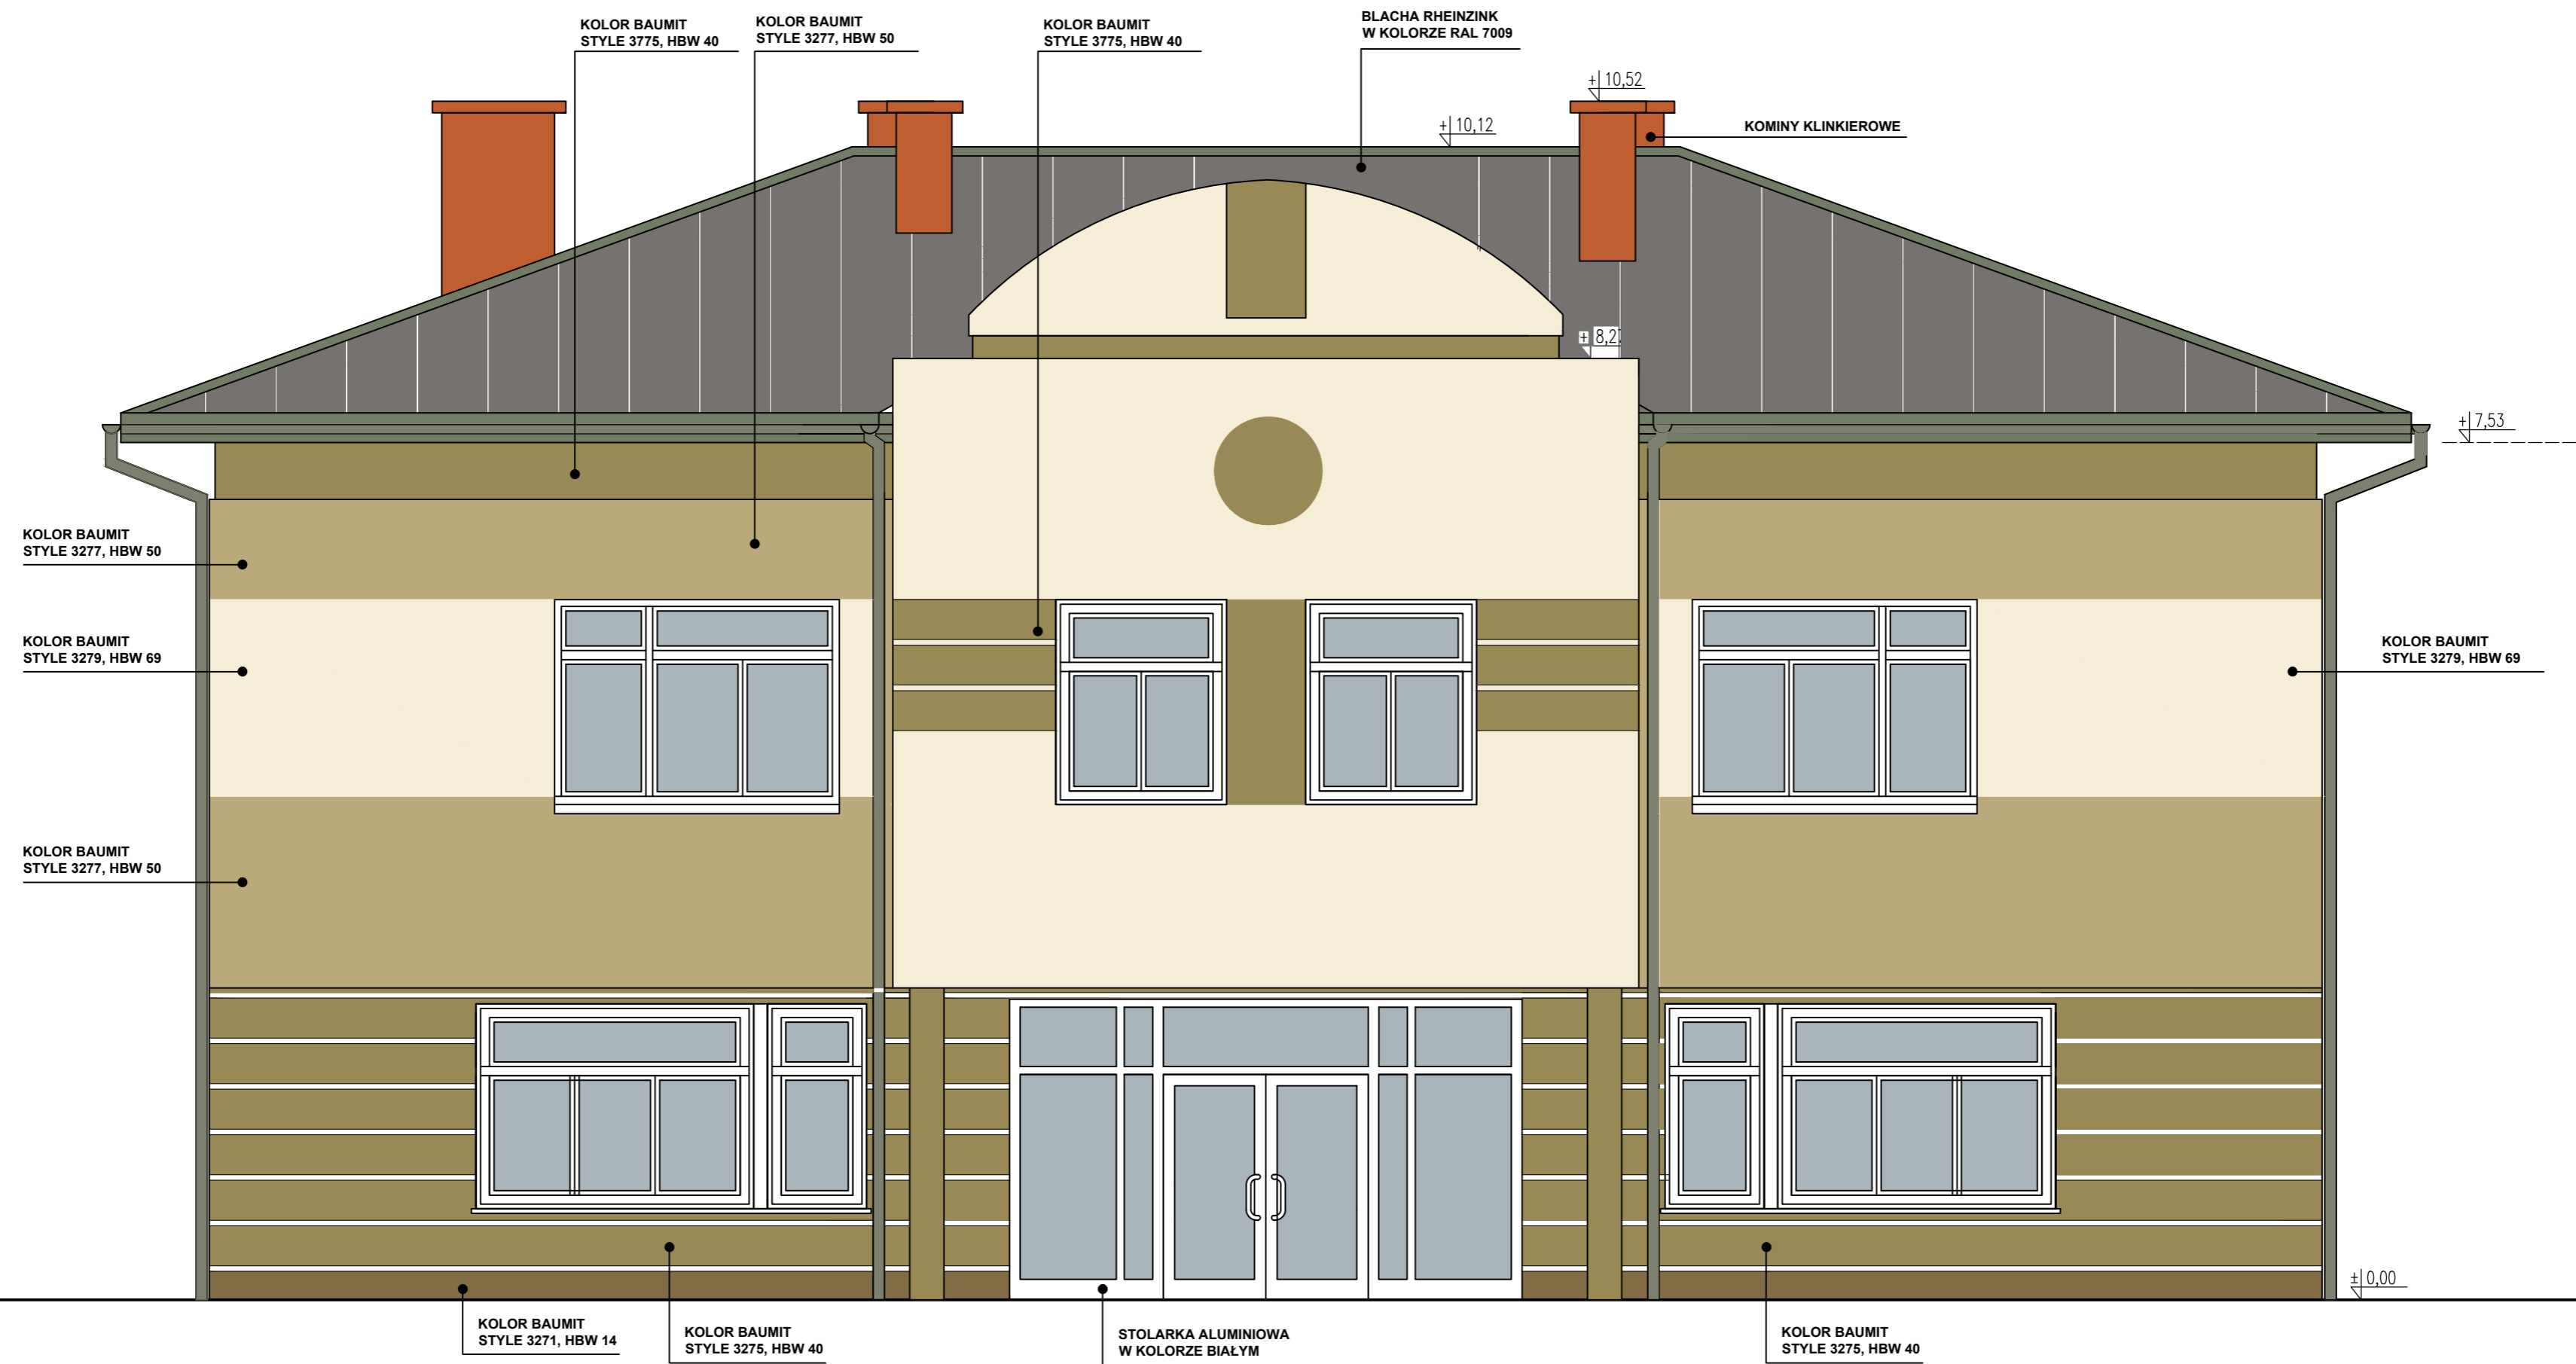 KOLOR BAUMIT
STYLE 3775, HBW 40
KOLOR BAUMIT
STYLE 3277, HBW 50
KOLOR BAUMIT
STYLE 3775, HBW 40
BLACHA RHEINZINK
W KOLORZE RAL 7009
+ 10,52
+ 10,12
KOMINY KLINKIEROWE
+ 8,27
+ 7,53
KOLOR BAUMIT
STYLE 3277, HBW 50
KOLOR BAUMIT
STYLE 3279, HBW 69
KOLOR BAUMIT
STYLE 3279, HBW 69
KOLOR BAUMIT
STYLE 3277, HBW 50
± 0,00
KOLOR BAUMIT
STYLE 3271, HBW 14
KOLOR BAUMIT
STYLE 3275, HBW 40
STOLARKA ALUMINIOWA
W KOLORZE BIAŁYM
KOLOR BAUMIT
STYLE 3275, HBW 40